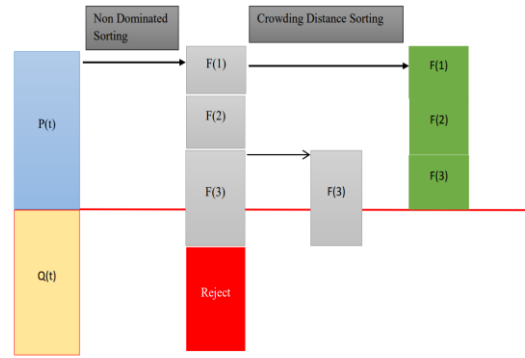 Non Dominated
Sorting
Crowding Distance Sorting
F(1)
F(1)
P(t)
F(2)
F(2)
F(3)
F(3)
F(3)
Q(t)
Reject